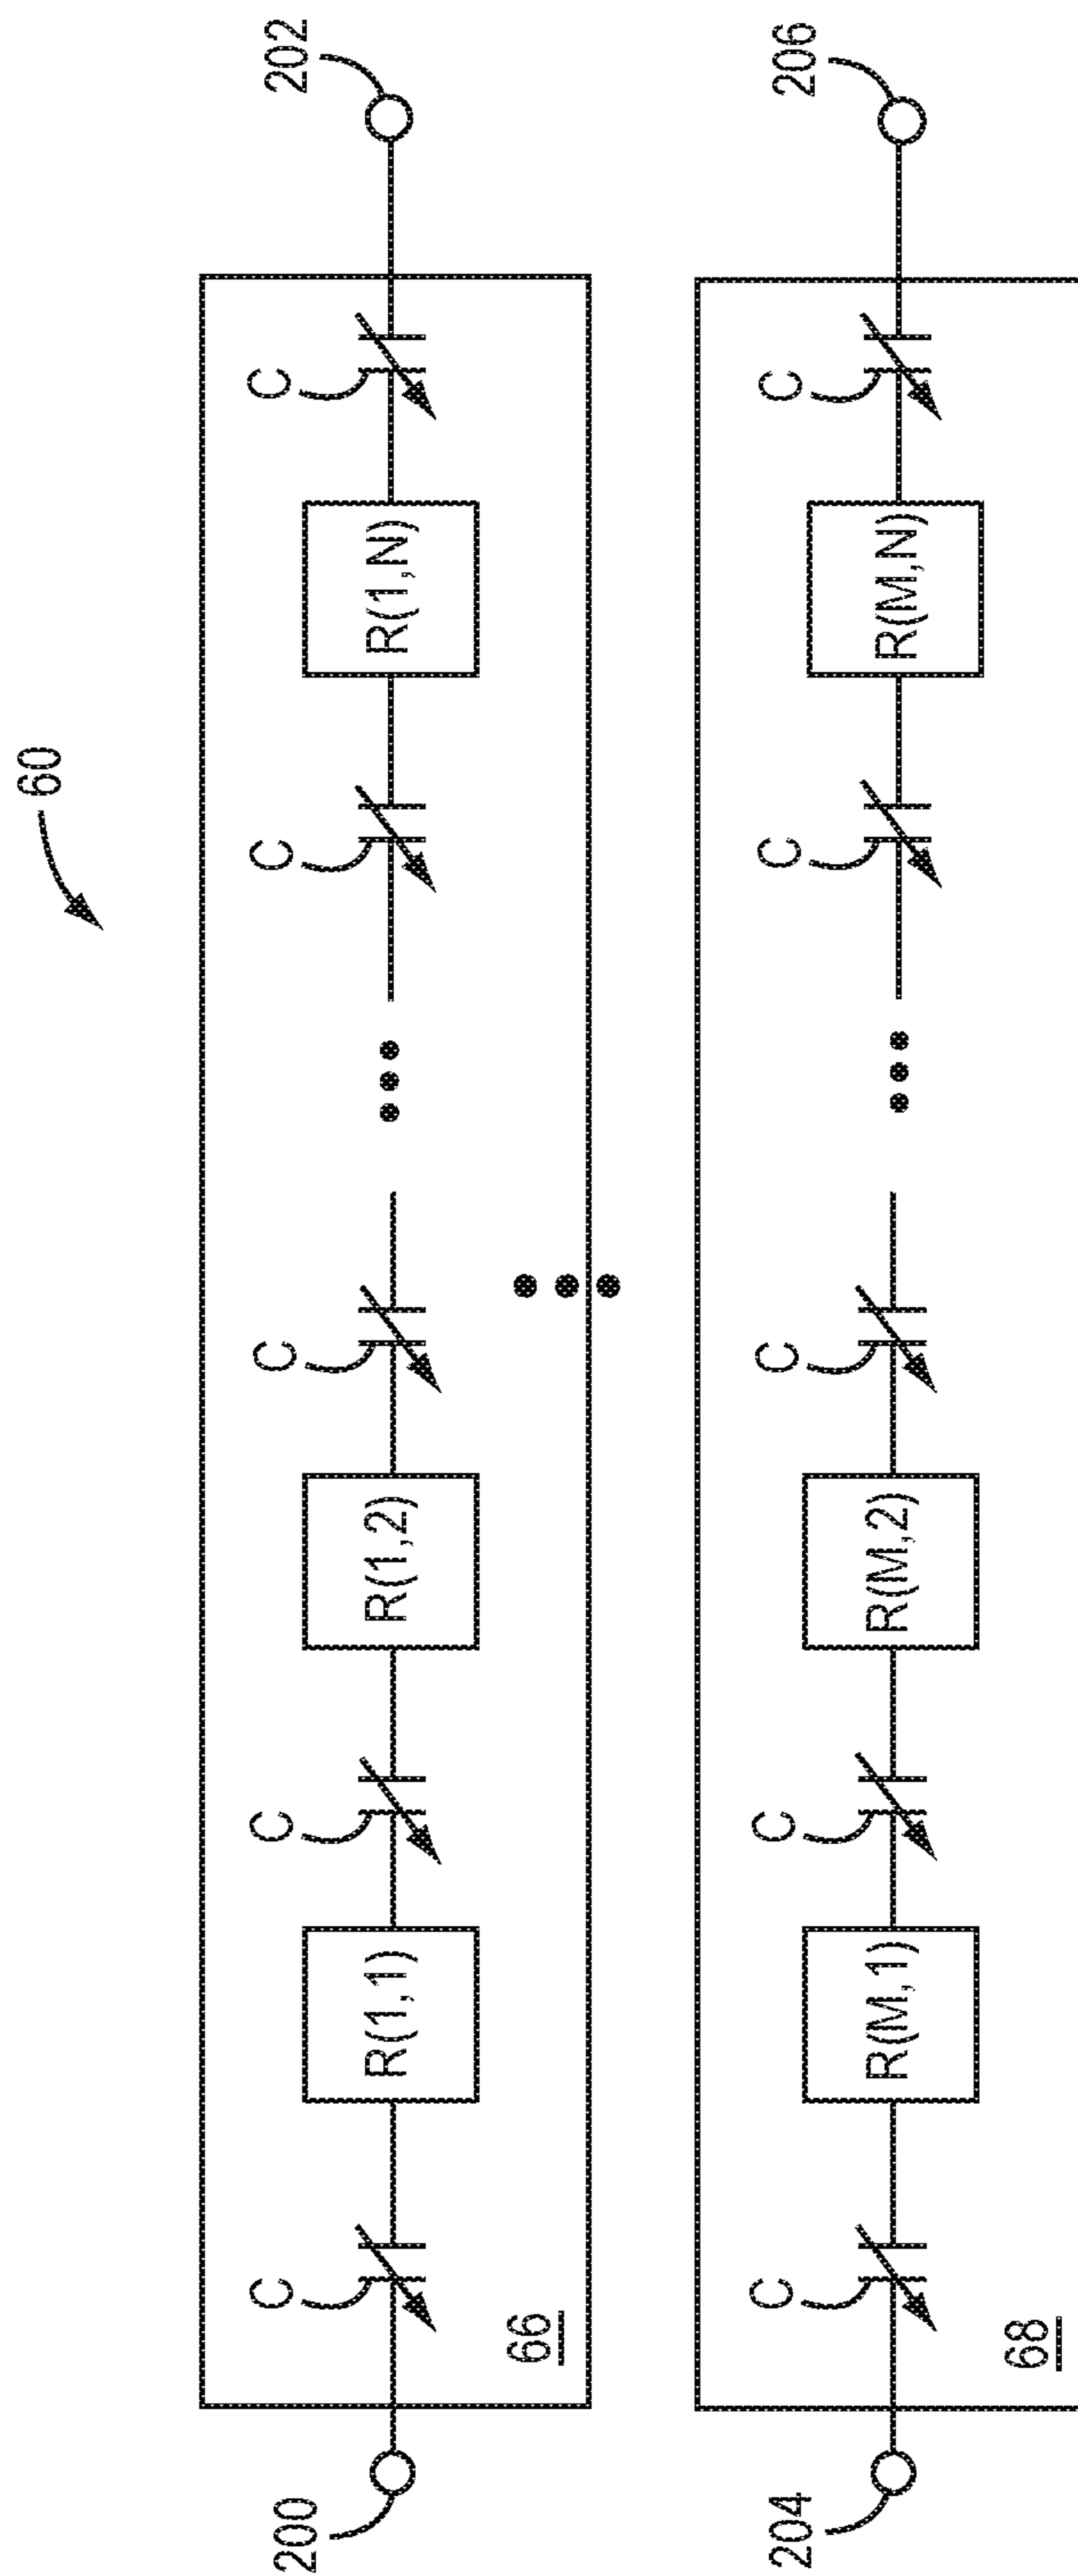 60
200
C
R(1,1)
C
R(1,2)
C
C
R(1,N)
C
202
66
204
C
R(M,1)
C
R(M,2)
C
C
R(M,N)
C
206
68